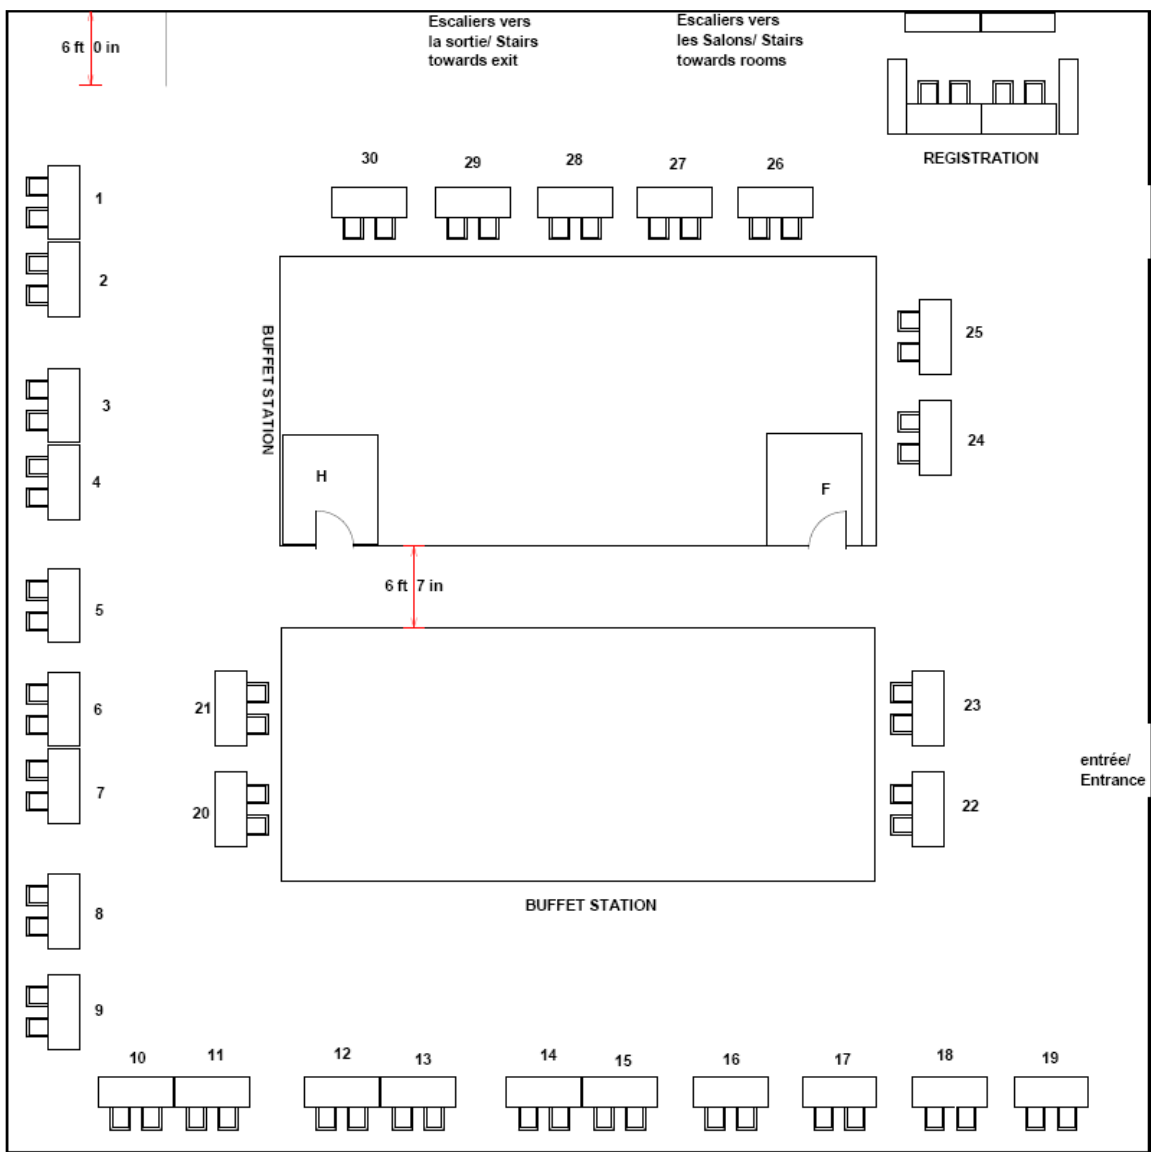 6 ft 0 in
Escaliers vers
la sortie/ Stairs
towards exit
Escaliers vers
les Salons/ Stairs
towards rooms
REGISTRATION
30
29
28
27
26
1
2
3
4
5
6
7
8
9
BUFFET STATION
H
F
25
24
6 ft 7 in
21
20
23
22
entrée/
Entrance
BUFFET STATION
10
11
12
13
14
15
16
17
18
19